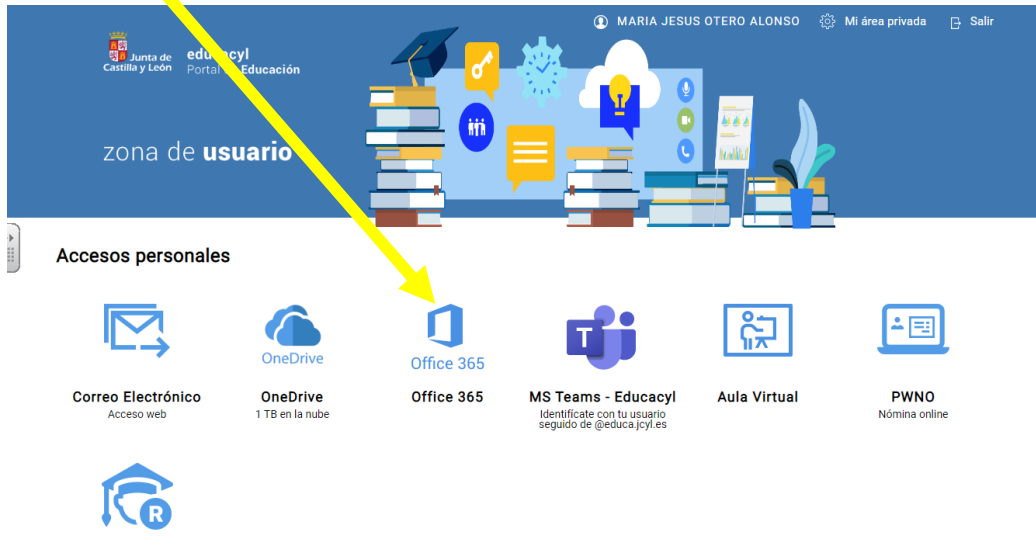 MARIA JESUS OTERO ALONSO Mi área privada Salir
Junta de
Castilla y León
educacyl
Portal de Educación
zona de usuario
Accesos personales
OneDrive
Office 365
T
Correo Electrónico
Acceso web
OneDrive
1 TB en la nube
Office 365
MS Teams - Educacyl
Identifícate con tu usuario
seguido de @educa.jcyl.es
Aula Virtual
PWNO
Nómina online
R